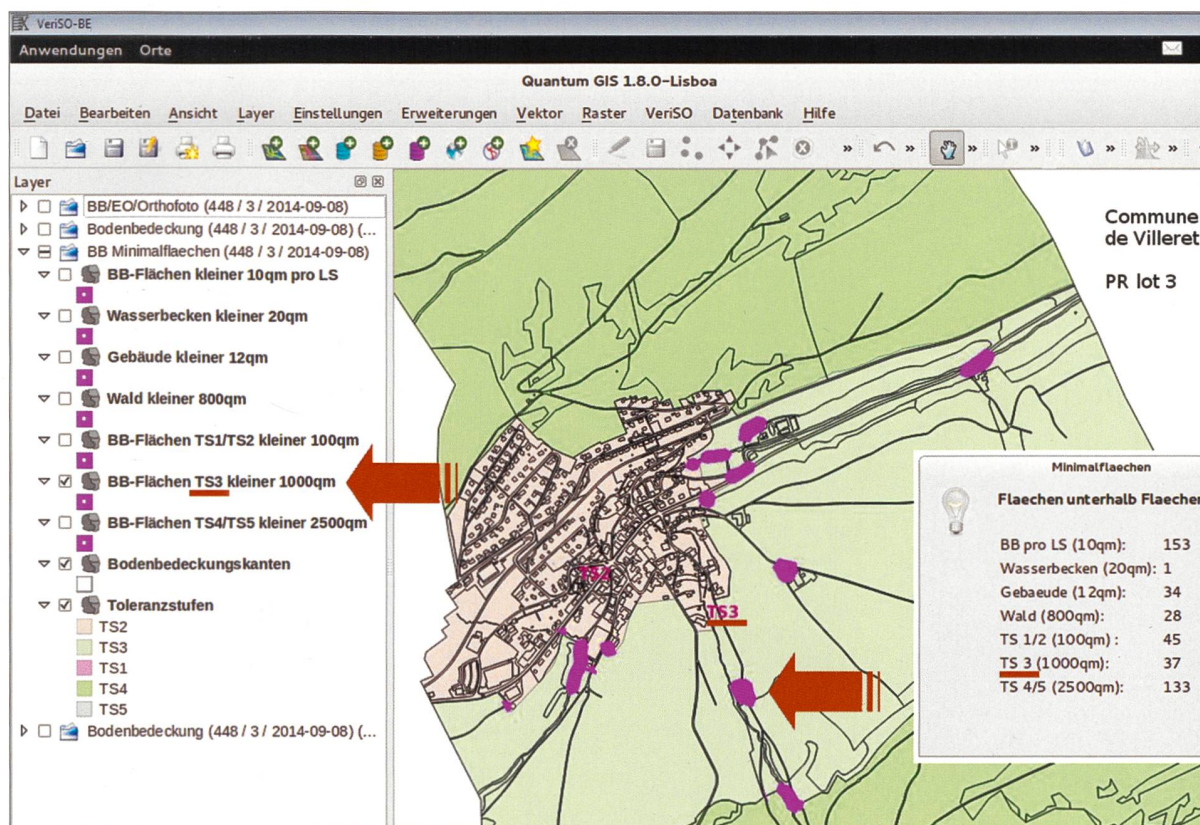 VeriSO-BE
Anwendungen Orte
Quantum GIS 1.8.0-Lisboa
Datei Bearbeiten Ansicht Layer Einstellungen Erweiterungen Vektor Raster VeriSO Datenbank Hilfe
Layer
BB/EO/Orthofoto (448 / 3 / 2014-09-08)
Bodenbedeckung (448 / 3 / 2014-09-08) (...
BB Minimalflaechen (448 / 3 / 2014-09-08)
BB-Flächen kleiner 10qm pro LS
Wasserbecken kleiner 20qm
Gebäude kleiner 12qm
Wald kleiner 800qm
BB-Flächen TS1/TS2 kleiner 100qm
BB-Flächen TS3 kleiner 1000qm
BB-Flächen TS4/TS5 kleiner 2500qm
Bodenbedeckungskanten
Toleranzstufen
TS2
TS3
TS1
TS4
TS5
Bodenbedeckung (448 / 3 / 2014-09-08) (...
Commune
de Villeret
PR lot 3
TS2
TS3
Minimalflaechen
Flaechen unterhalb Flaechen
BB pro LS (10qm): 153
Wasserbecken (20qm): 1
Gebaeude (12qm): 34
Wald (800qm): 28
TS 1/2 (100qm) : 45
TS 3 (1000qm): 37
TS 4/5 (2500qm): 133